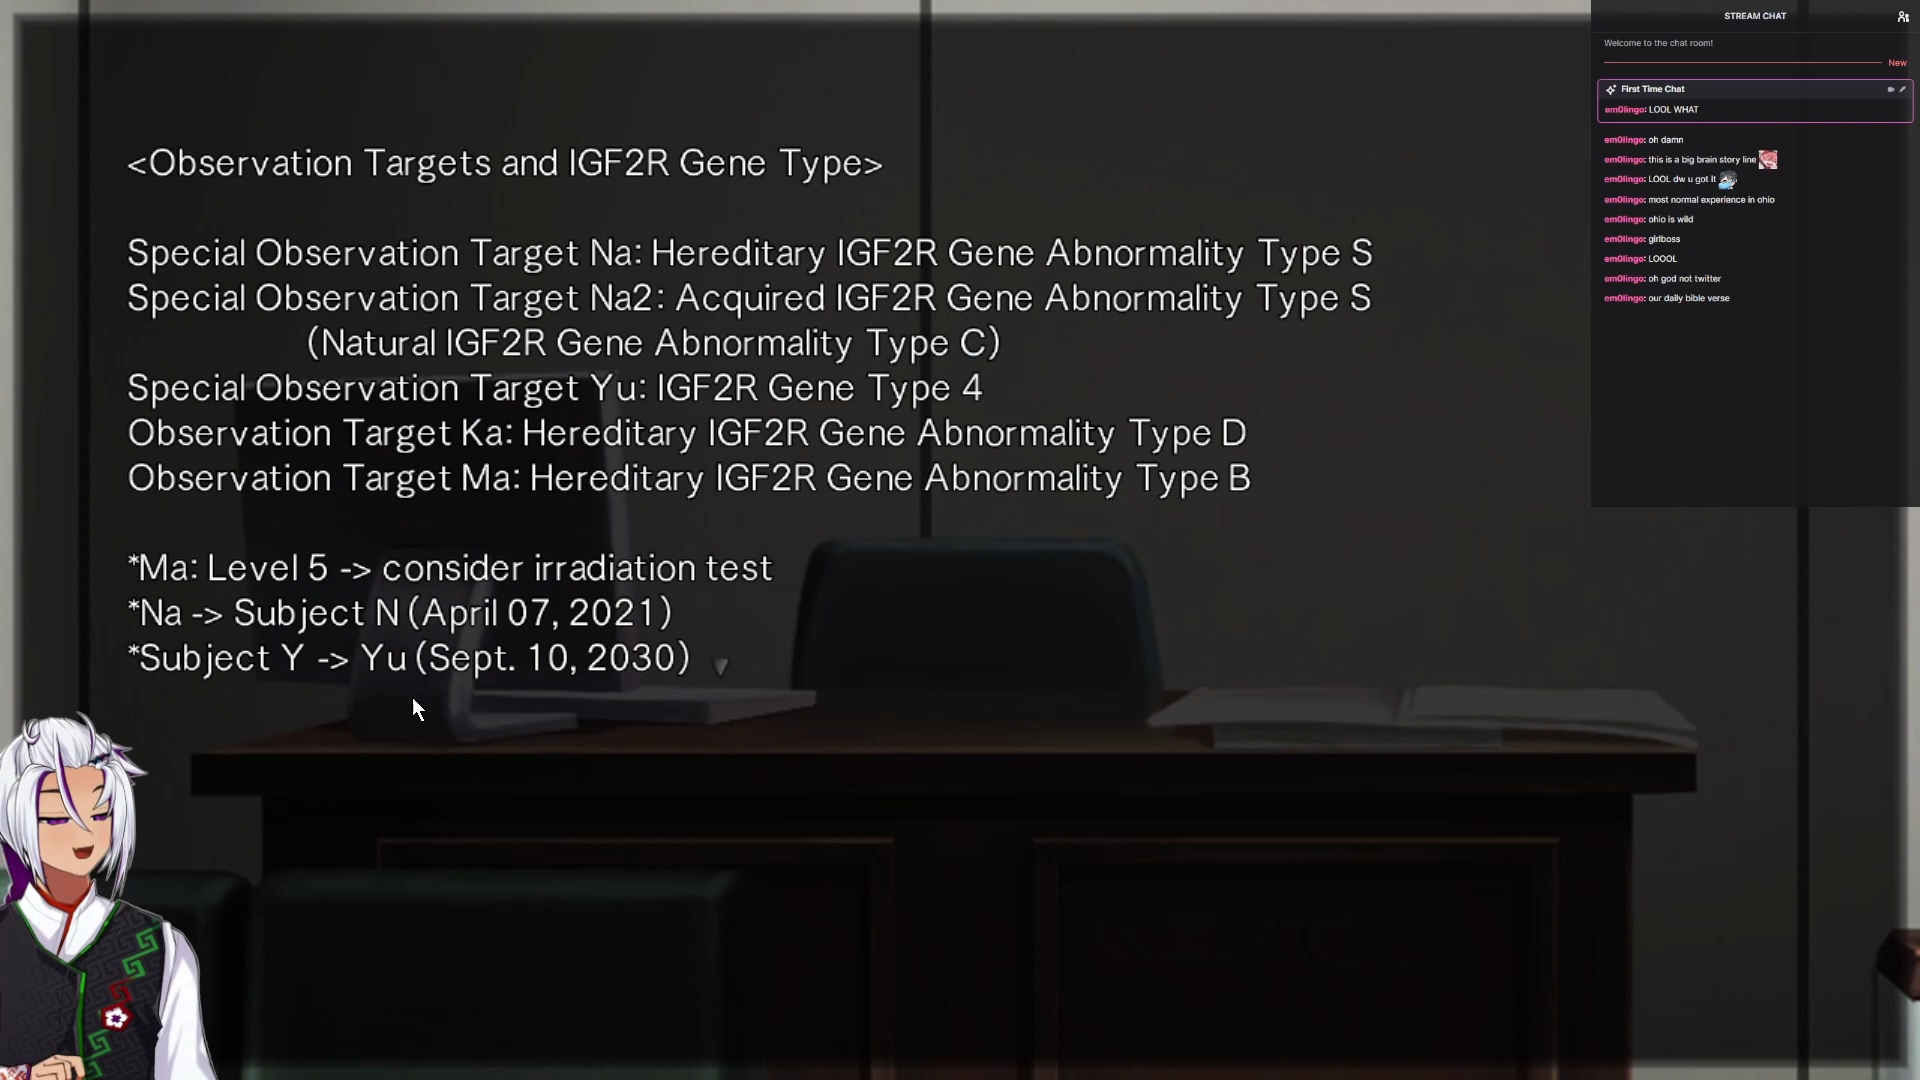 <Observation Targets and IGF2R Gene Type>
Special Observation Target Na: Hereditary IGF2R Gene Abnormality Type S
Special Observation Target Na2: Acquired IGF2R Gene Abnormality Type S
(Natural IGF2R Gene Abnormality Type C)
Special Observation Target Yu: IGF2R Gene Type 4
Observation Target Ka: Hereditary IGF2R Gene Abnormality Type D
Observation Target Ma: Hereditary IGF2R Gene Abnormality Type B
*Ma: Level 5 -> consider irradiation test
*Na -> Subject N (April 07, 2021)
*Subject Y -> Yu (Sept. 10, 2030)
STREAM CHAT
Welcome to the chat room!
New
First Time Chat
em0lingo: LOOL WHAT
em0lingo: oh damn
em0lingo: this is a big brain story line
em0lingo: LOOL dw u got it
em0lingo: most normal experience in ohio
em0lingo: ohio is wild
em0lingo: girlboss
em0lingo: LOOOL
em0lingo: oh god not twitter
em0lingo: our daily bible verse